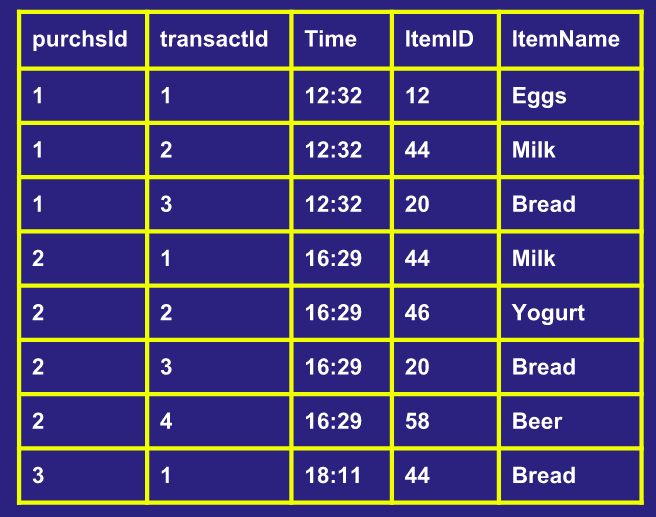 purchsId transactId Time ItemID ItemName
1 1 12:32 12 Eggs
1 2 12:32 44 Milk
1 3 12:32 20 Bread
2 1 16:29 44 Milk
2 2 16:29 46 Yogurt
2 3 16:29 20 Bread
2 4 16:29 58 Beer
3 1 18:11 44 Bread